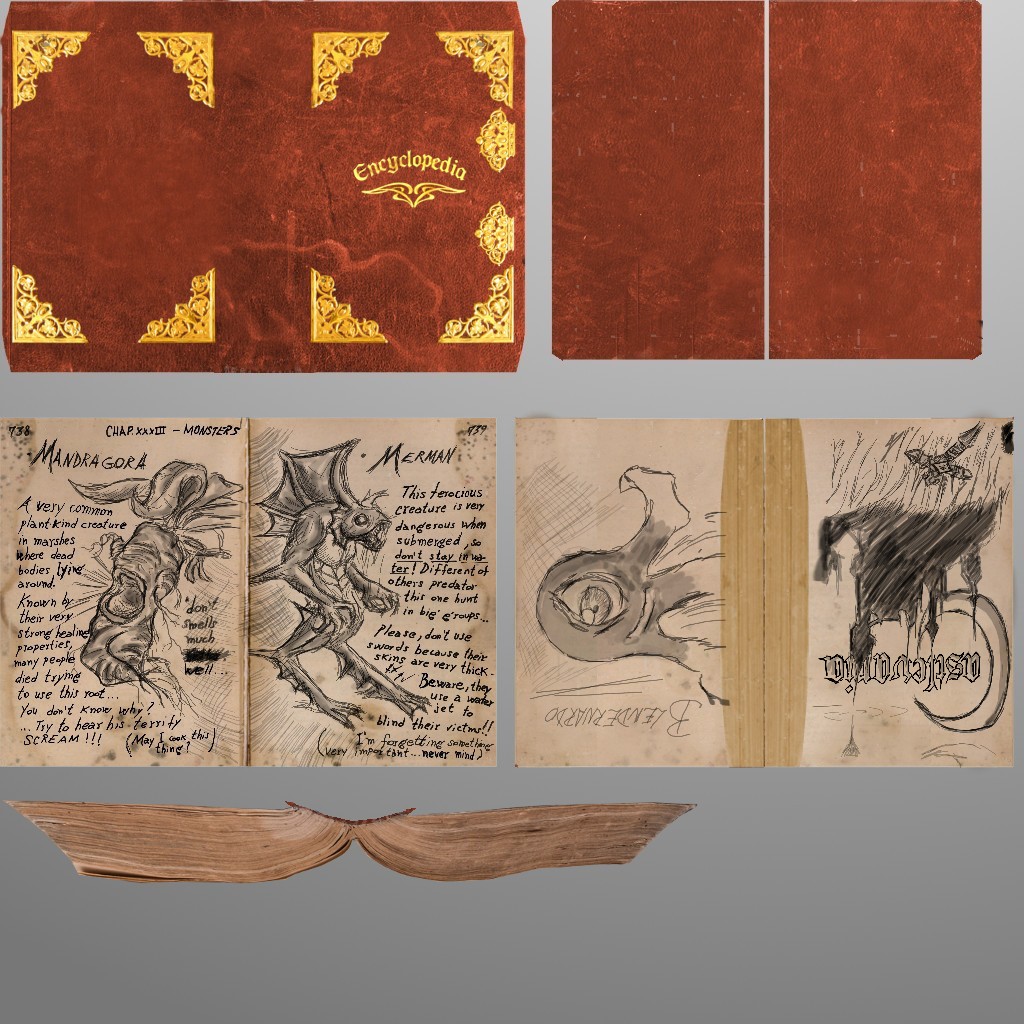 Encyclopedia
738
CHAP. XXXIII - MONSTERS
MANDRAGORA
A very common
plant-kind creature
in marshes
where dead
bodies lying
around.
Known by
their very
strong healing
properties,
many people
died trying
to use this root...
You don't know why?
... Try to hear his terrify
SCREAM !!!
"don't
smells
much
well...
(May I cook this
thing?)
739
MERMAN
This ferocious
creature is very
dangerous when
submerged, so
don't stay in wa-
ter! Different of
others predator
this one hunt
in big groups...
Please, don't use
swords because their
skins are very thick.
Beware, they
use a water
jet to
blind their victms!!
(I'm forgetting something
very important... never mind)
BLENDERNARDO